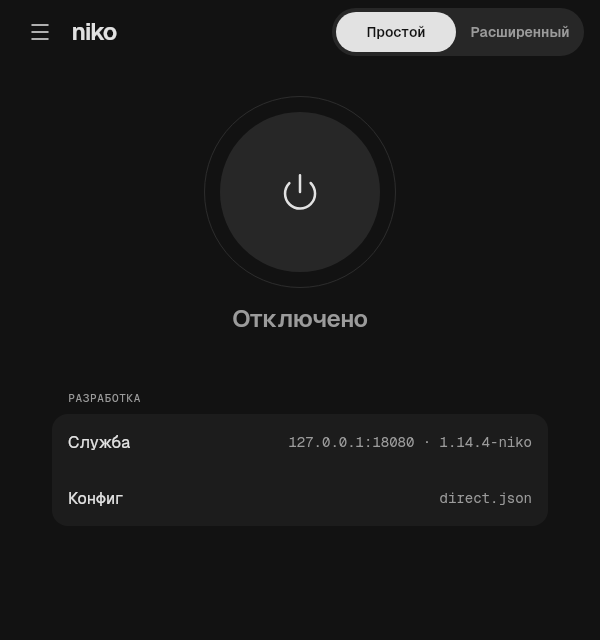 niko
Простой
Расширенный
Отключено
РАЗРАБОТКА
Служба 127.0.0.1:18080 · 1.14.4-niko
Конфиг direct.json